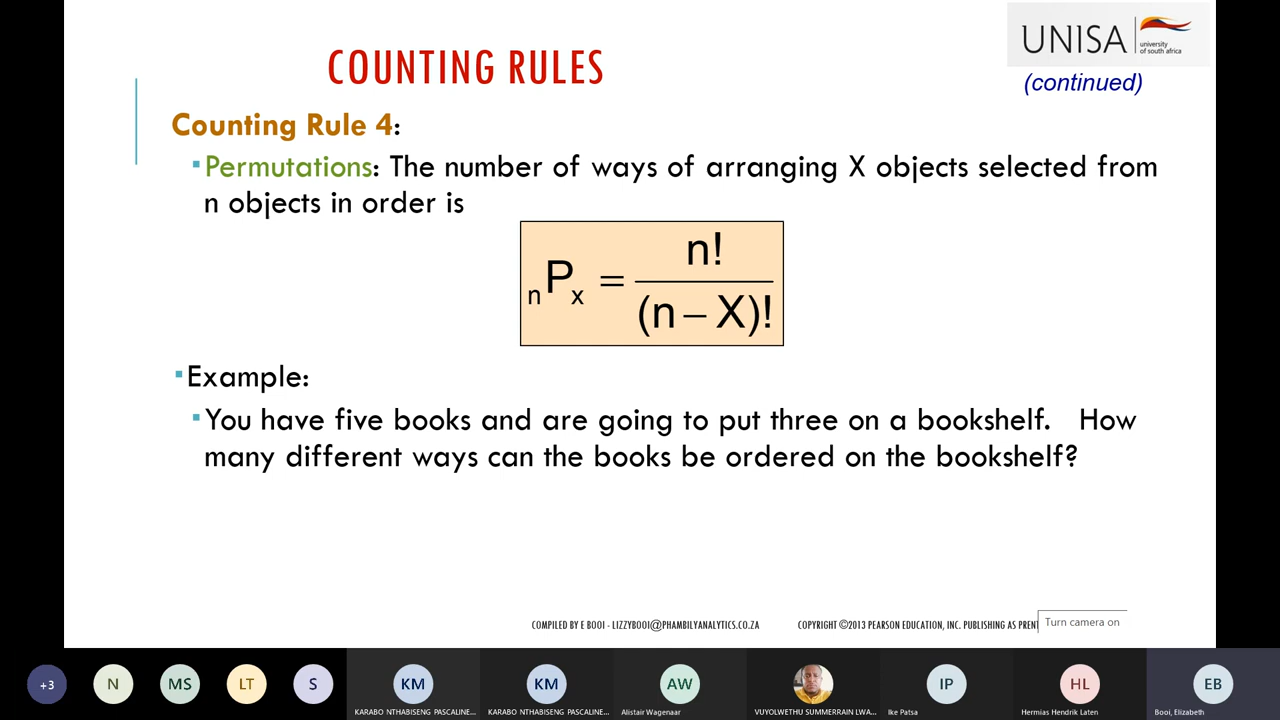 UNISA
university
of south africa
COUNTING RULES
(continued)
Counting Rule 4:
Permutations: The number of ways of arranging X objects selected from
n objects in order is
nPx = n! / (n – X)!
Example:
You have five books and are going to put three on a bookshelf. How
many different ways can the books be ordered on the bookshelf?
COMPILED BY E BOOI - LIZZYBOOI@PHAMBILYANALYTICS.CO.ZA
COPYRIGHT ©2013 PEARSON EDUCATION, INC. PUBLISHING AS PRENT
Turn camera on
+3
N
MS
LT
S
KM
KM
AW
IP
HL
EB
KARABO NTHABISENG PASCALINE...
KARABO NTHABISENG PASCALINE...
Alistair Wagenaar
VUYOLWETHU SUMMERRAIN LWA...
Ike Patsa
Hermias Hendrik Laten
Booi, Elizabeth